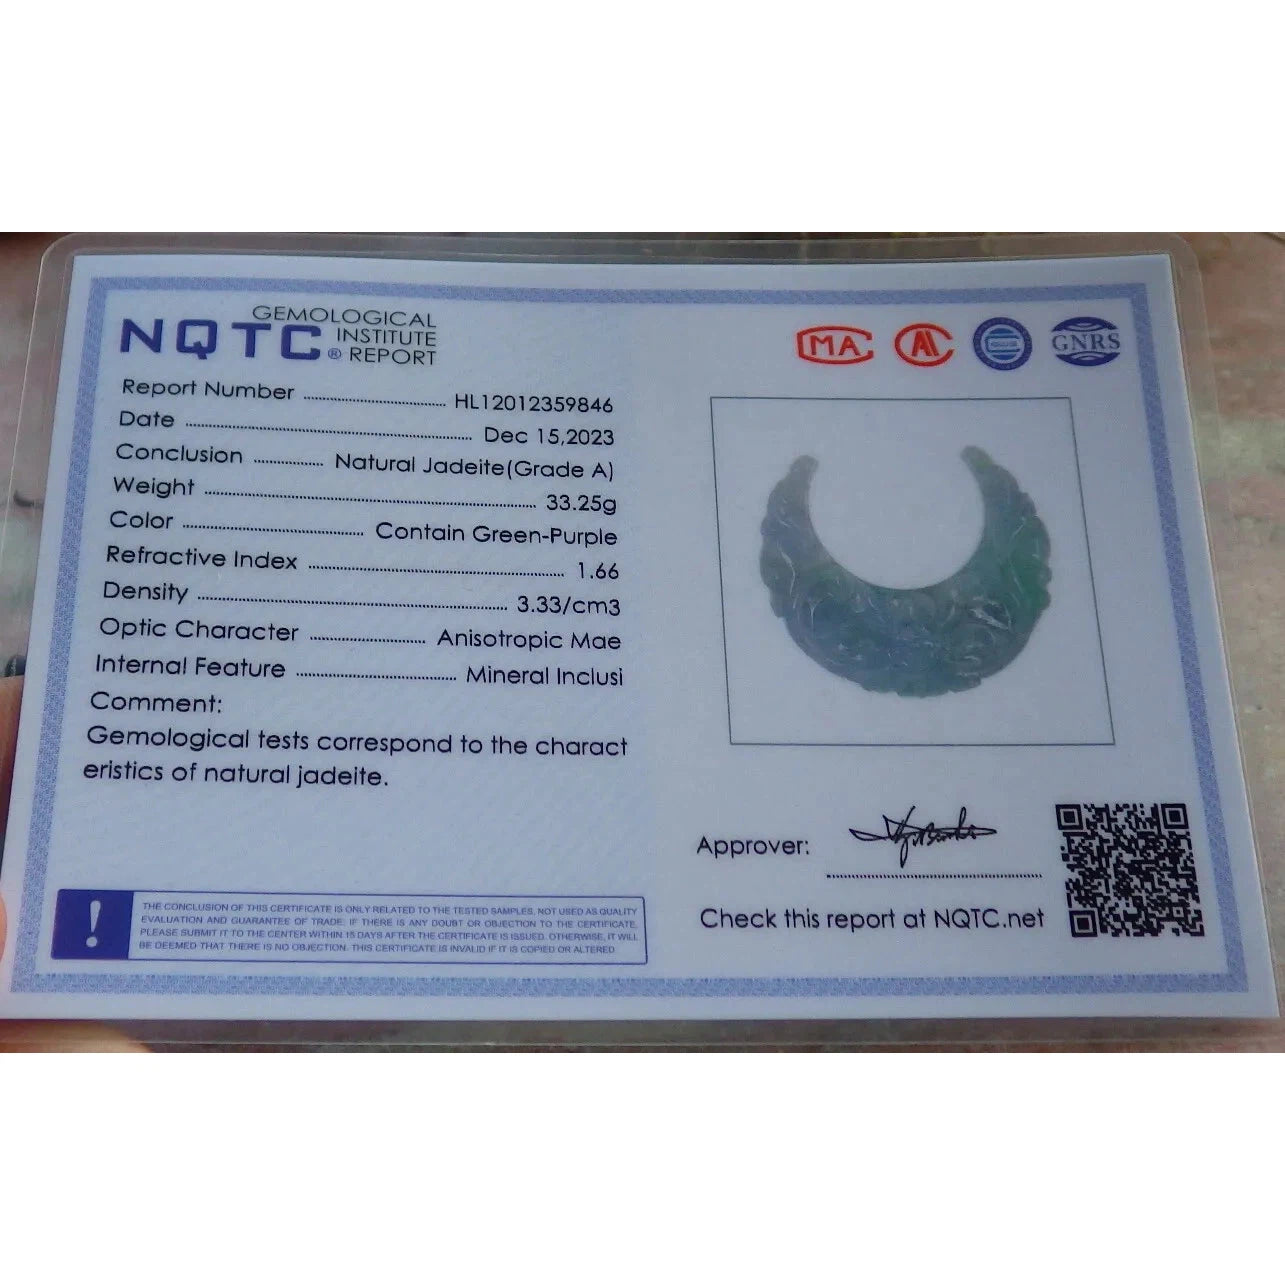 NQTC® GEMOLOGICAL INSTITUTE REPORT
Report Number HL12012359846
Date Dec 15,2023
Conclusion Natural Jadeite(Grade A)
Weight 33.25g
Color Contain Green-Purple
Refractive Index 1.66
Density 3.33/cm3
Optic Character Anisotropic Mae
Internal Feature Mineral Inclusi
Comment:
Gemological tests correspond to the charact
eristics of natural jadeite.
!
THE CONCLUSION OF THIS CERTIFICATE IS ONLY RELATED TO THE TESTED SAMPLES, NOT USED AS QUALITY
EVALUATION AND GUARANTEE OF TRADE. IF THERE IS ANY DOUBT OR OBJECTION TO THE CERTIFICATE,
PLEASE SUBMIT IT TO THE CENTER WITHIN 15 DAYS AFTER THE CERTIFICATE IS ISSUED. OTHERWISE, IT WILL
BE DEEMED THAT THERE IS NO OBJECTION. THIS CERTIFICATE IS INVALID IF IT IS COPIED OR ALTERED.
MA
GNRS
Approver:
Check this report at NQTC.net